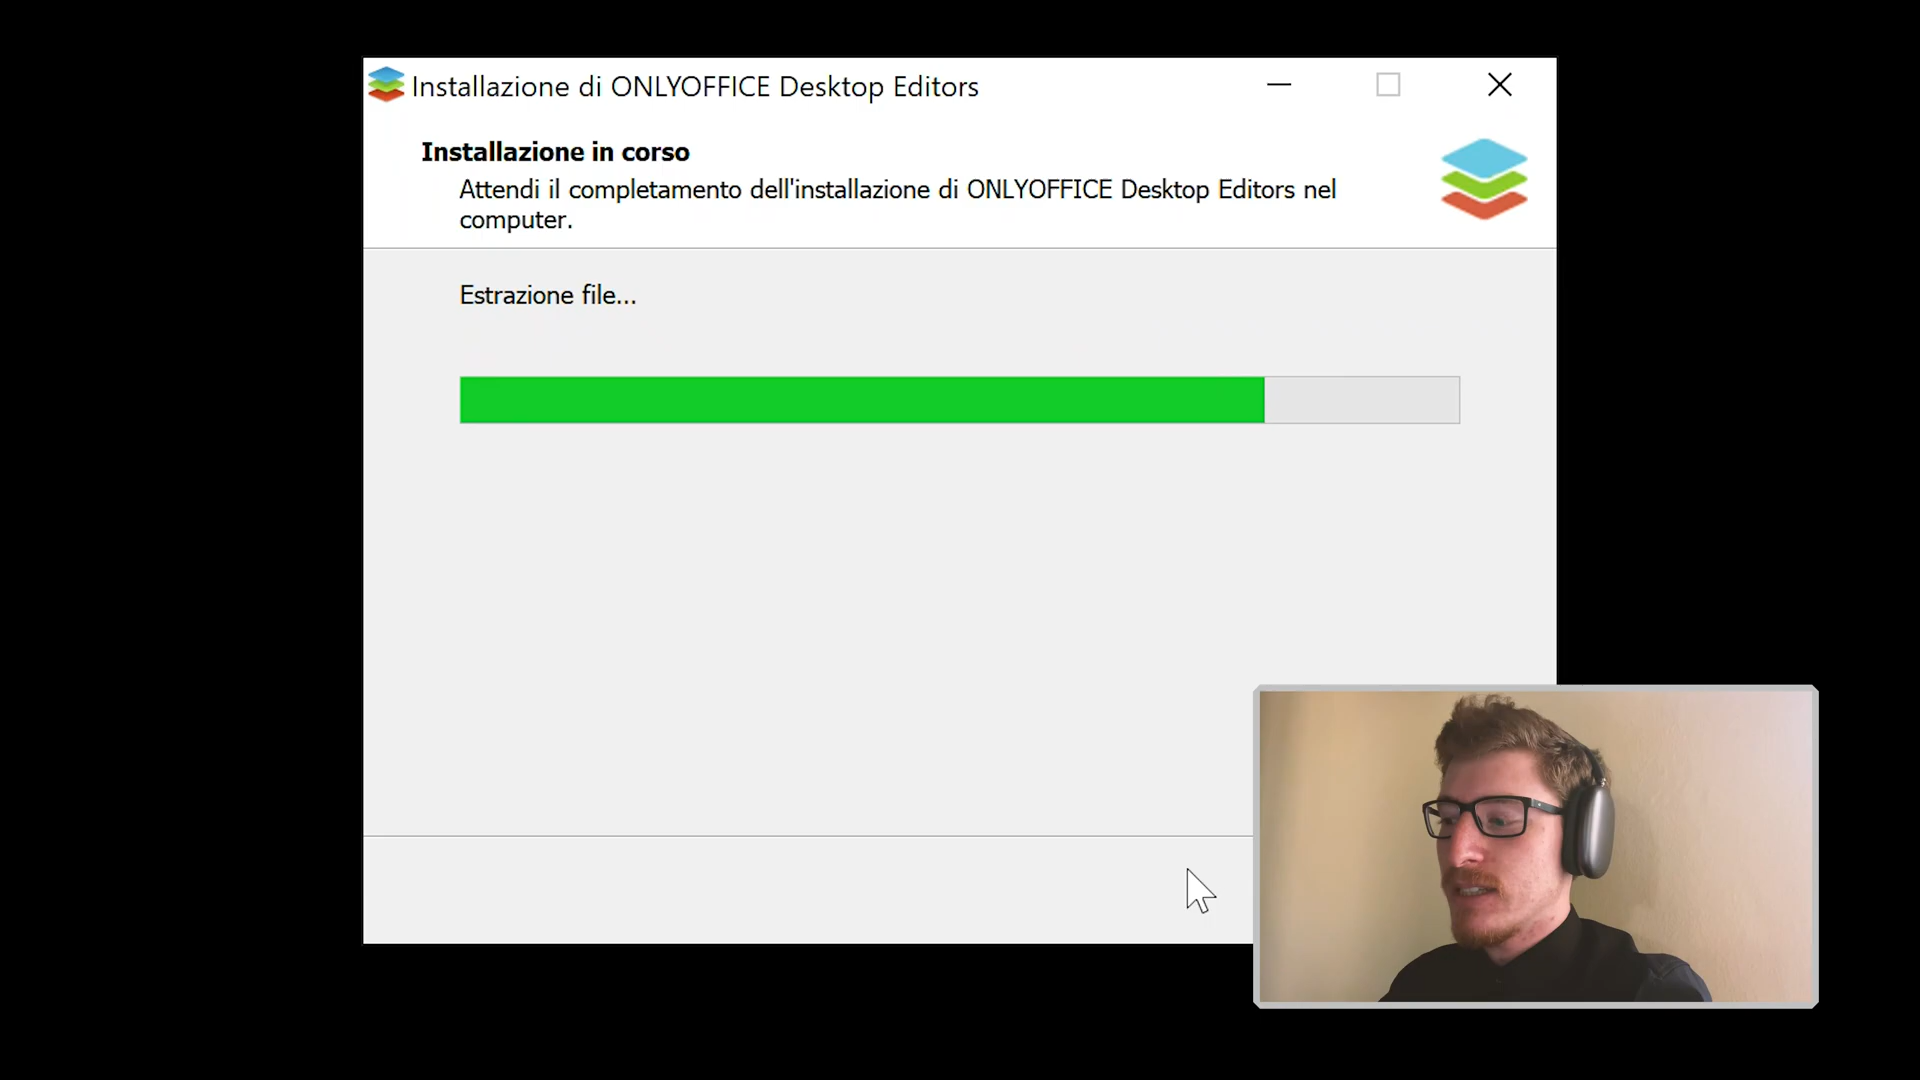 Installazione di ONLYOFFICE Desktop Editors
Installazione in corso
Attendi il completamento dell'installazione di ONLYOFFICE Desktop Editors nel
computer.
Estrazione file...